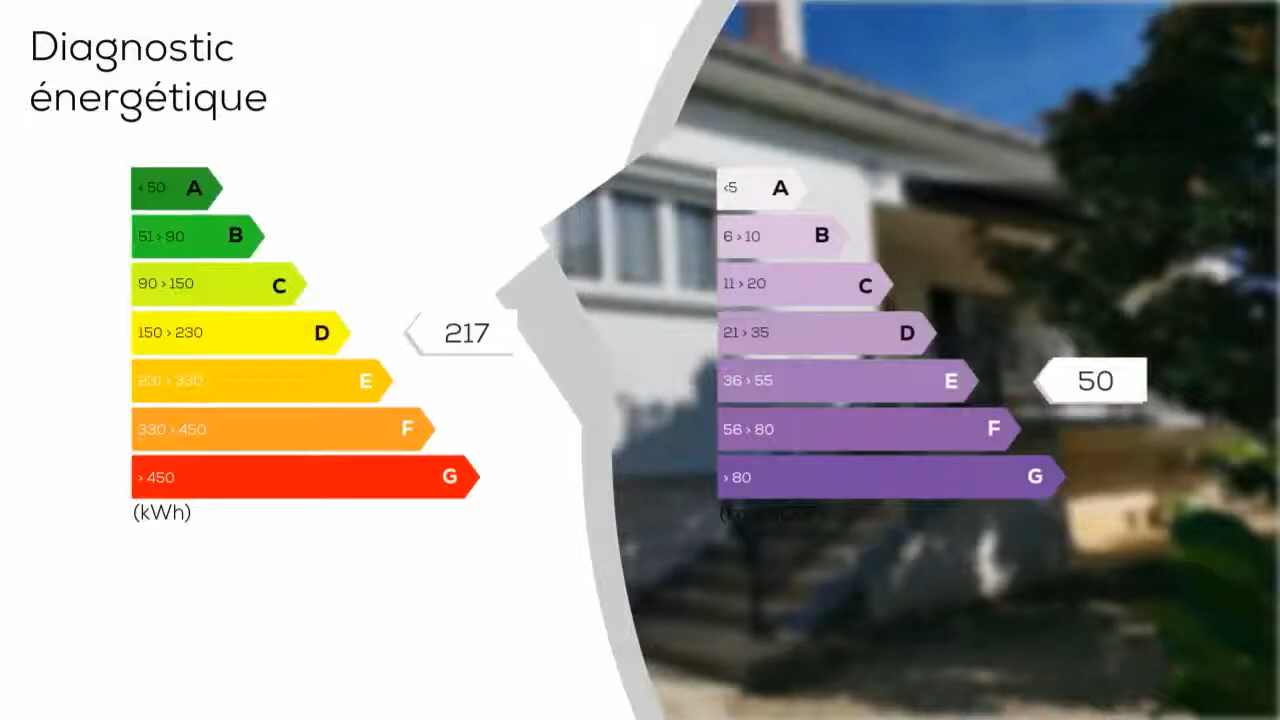 Diagnostic
énergétique
< 50 A
51 > 90 B
90 > 150 C
150 > 230 D
217
231 > 330 E
330 > 450 F
> 450 G
(kWh)
<5 A
6 > 10 B
11 > 20 C
21 > 35 D
36 > 55 E
50
56 > 80 F
> 80 G